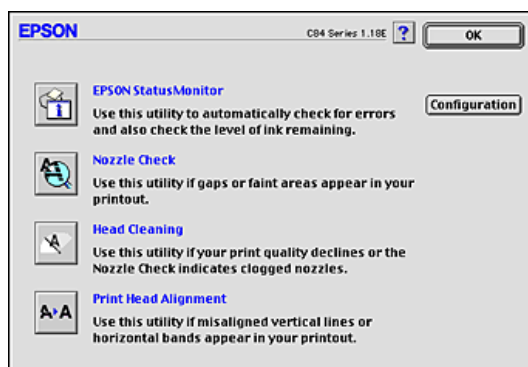 EPSON
C84 Series 1.18E
?
OK
EPSON StatusMonitor
Use this utility to automatically check for errors
and also check the level of ink remaining.
Configuration
Nozzle Check
Use this utility if gaps or faint areas appear in your
printout.
Head Cleaning
Use this utility if your print quality declines or the
Nozzle Check indicates clogged nozzles.
A▸A
Print Head Alignment
Use this utility if misaligned vertical lines or
horizontal bands appear in your printout.